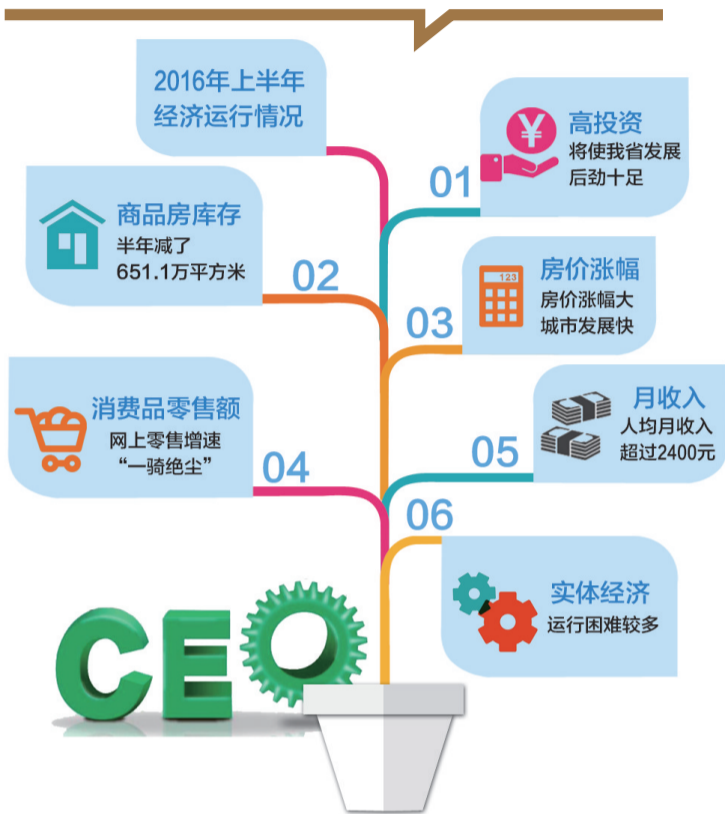 2016年上半年
经济运行情况
01
高投资
将使我省发展
后劲十足
02
商品房库存
半年减了
651.1万平方米
03
123
房价涨幅
房价涨幅大
城市发展快
04
消费品零售额
网上零售增速
“一骑绝尘”
05
月收入
人均月收入
超过2400元
06
实体经济
运行困难较多
CEO